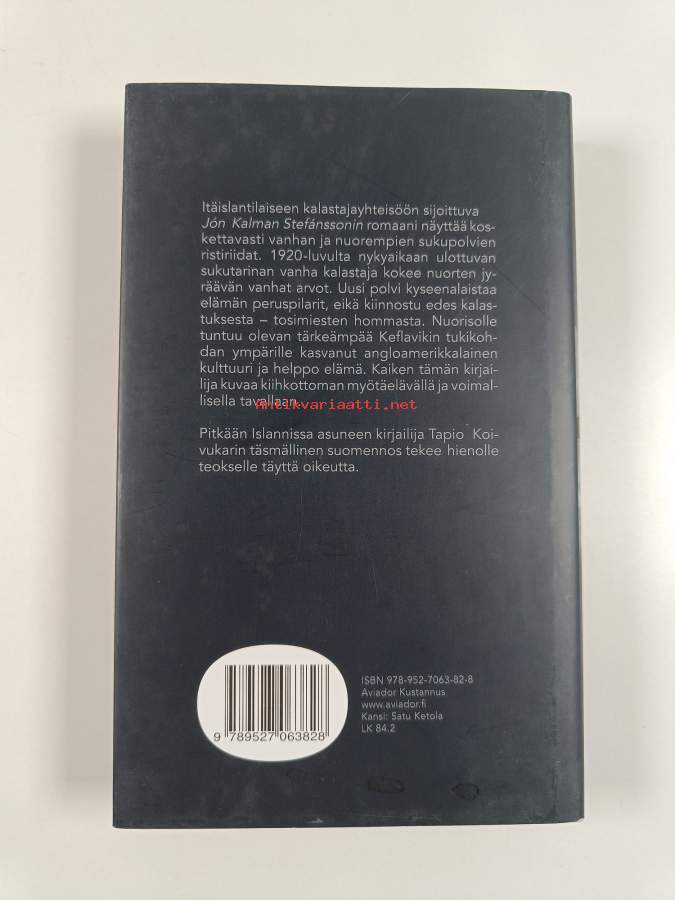 Itäislantilaiseen kalastajayhteisöön sijoittuva
Jón Kalman Stefánssonin romaani näyttää kos-
kettavasti vanhan ja nuorempien sukupolvien
ristiriidat. 1920-luvulta nykyaikaan ulottuvan
sukutarinan vanha kalastaja kokee nuorten jy-
räävän vanhat arvot. Uusi polvi kyseenalaistaa
elämän peruspilarit, eikä kiinnostu edes kalas-
tuksesta – tosimiesten hommasta. Nuorisolle
tuntuu olevan tärkeämpää Keflavikin tukikoh-
dan ympärille kasvanut angloamerikkalainen
kulttuuri ja helppo elämä. Kaiken tämän kirjai-
lija kuvaa kiihkottoman myötäelävällä ja voimal-
lisella tavallaan.
Antikvariaatti.net
Pitkään Islannissa asuneen kirjailija Tapio Koi-
vukarin täsmällinen suomennos tekee hienolle
teokselle täyttä oikeutta.
ISBN 978-952-7063-82-8
Aviador Kustannus
www.aviador.fi
Kansi: Satu Ketola
LK 84.2
9 789527 063828